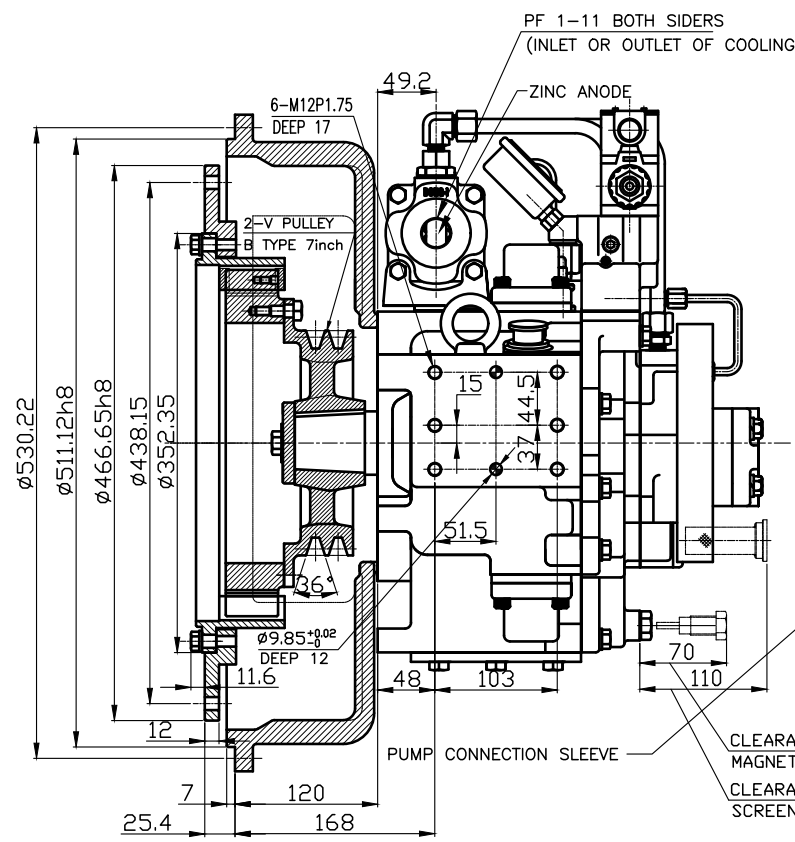 PF 1-11 BOTH SIDERS
(INLET OR OUTLET OF COOLING
49.2
ZINC ANODE
6-M12P1.75
DEEP 17
2-V PULLEY
B TYPE 7inch
15
44.5
37
51.5
36°
ø530.22
ø511.12h8
ø466.65h8
ø438.15
ø352.35
ø9.85+0.02 -0
DEEP 12
11.6
48
103
70
110
12
PUMP CONNECTION SLEEVE
CLEARA
MAGNET
CLEARA
SCREEN
7
120
25.4
168